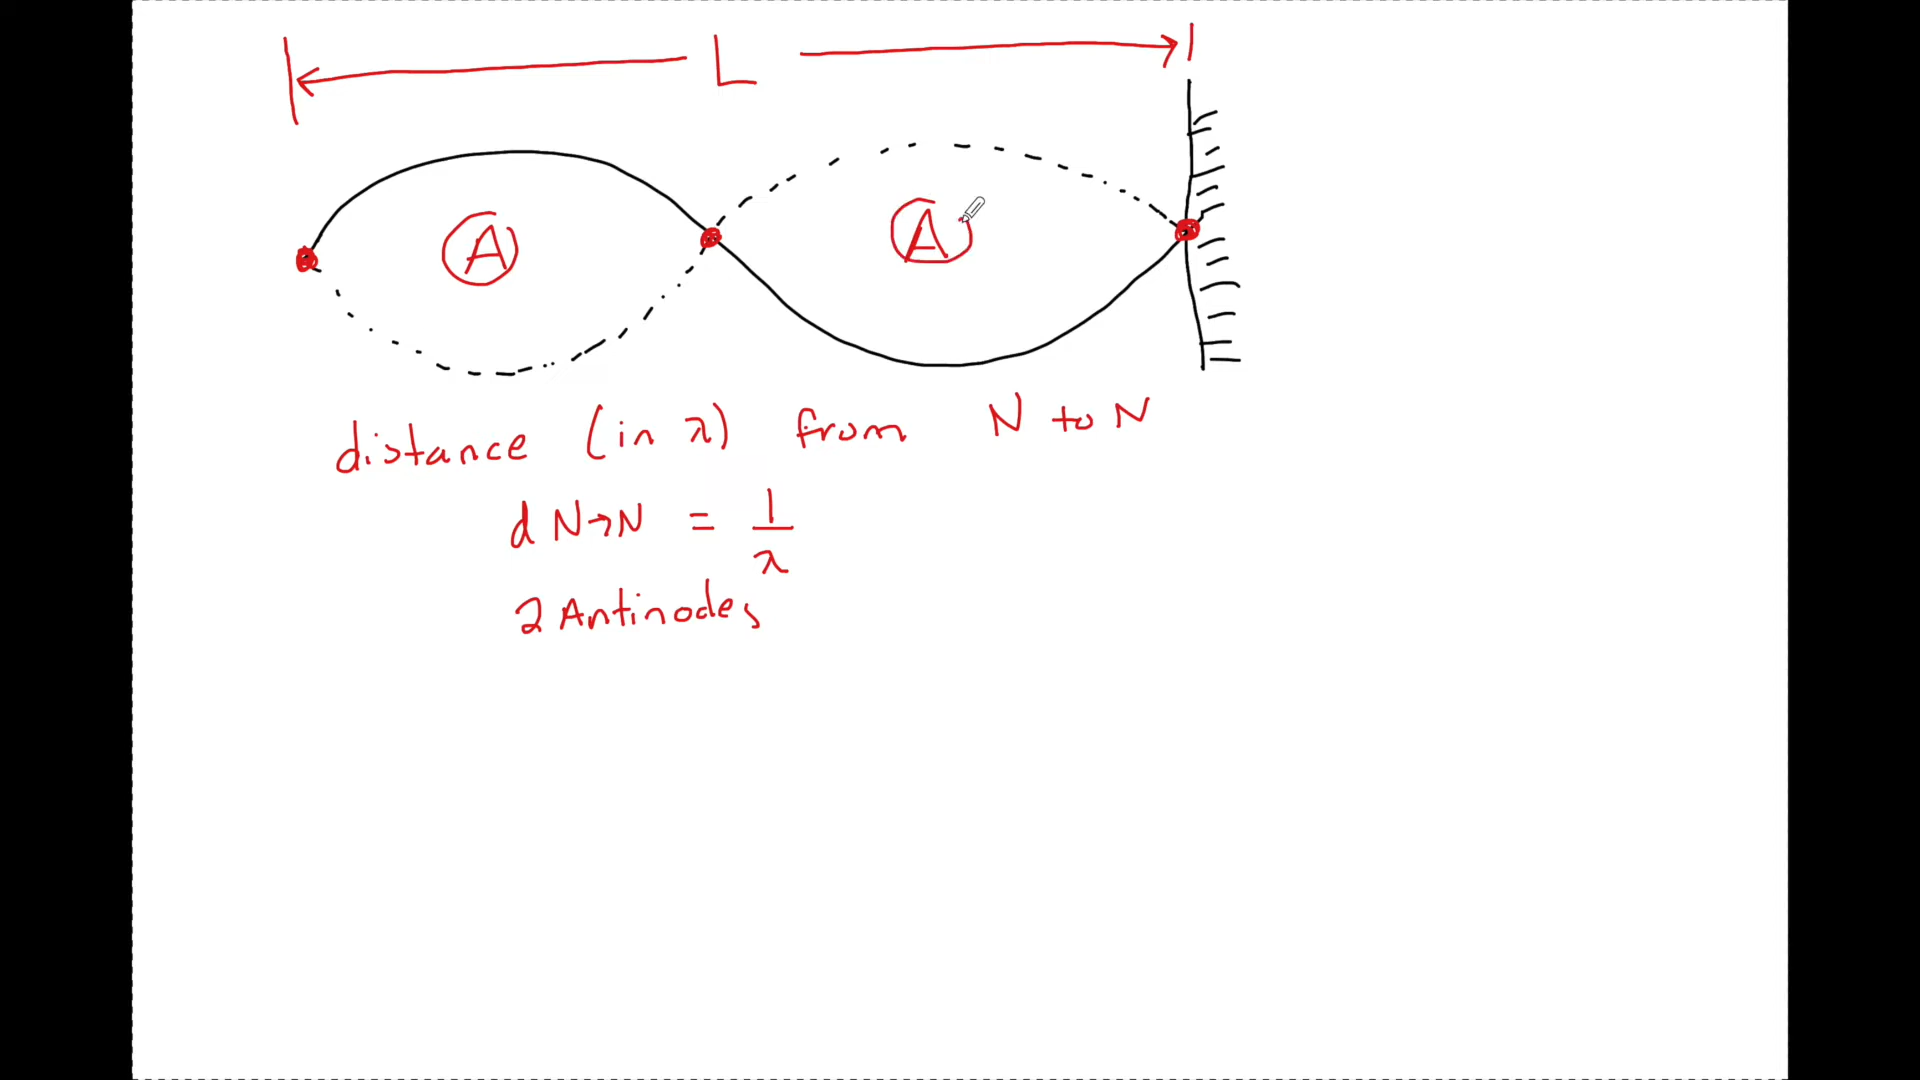 L
A A
distance (in λ) from N to N
d N→N = 1/λ
2 Antinodes